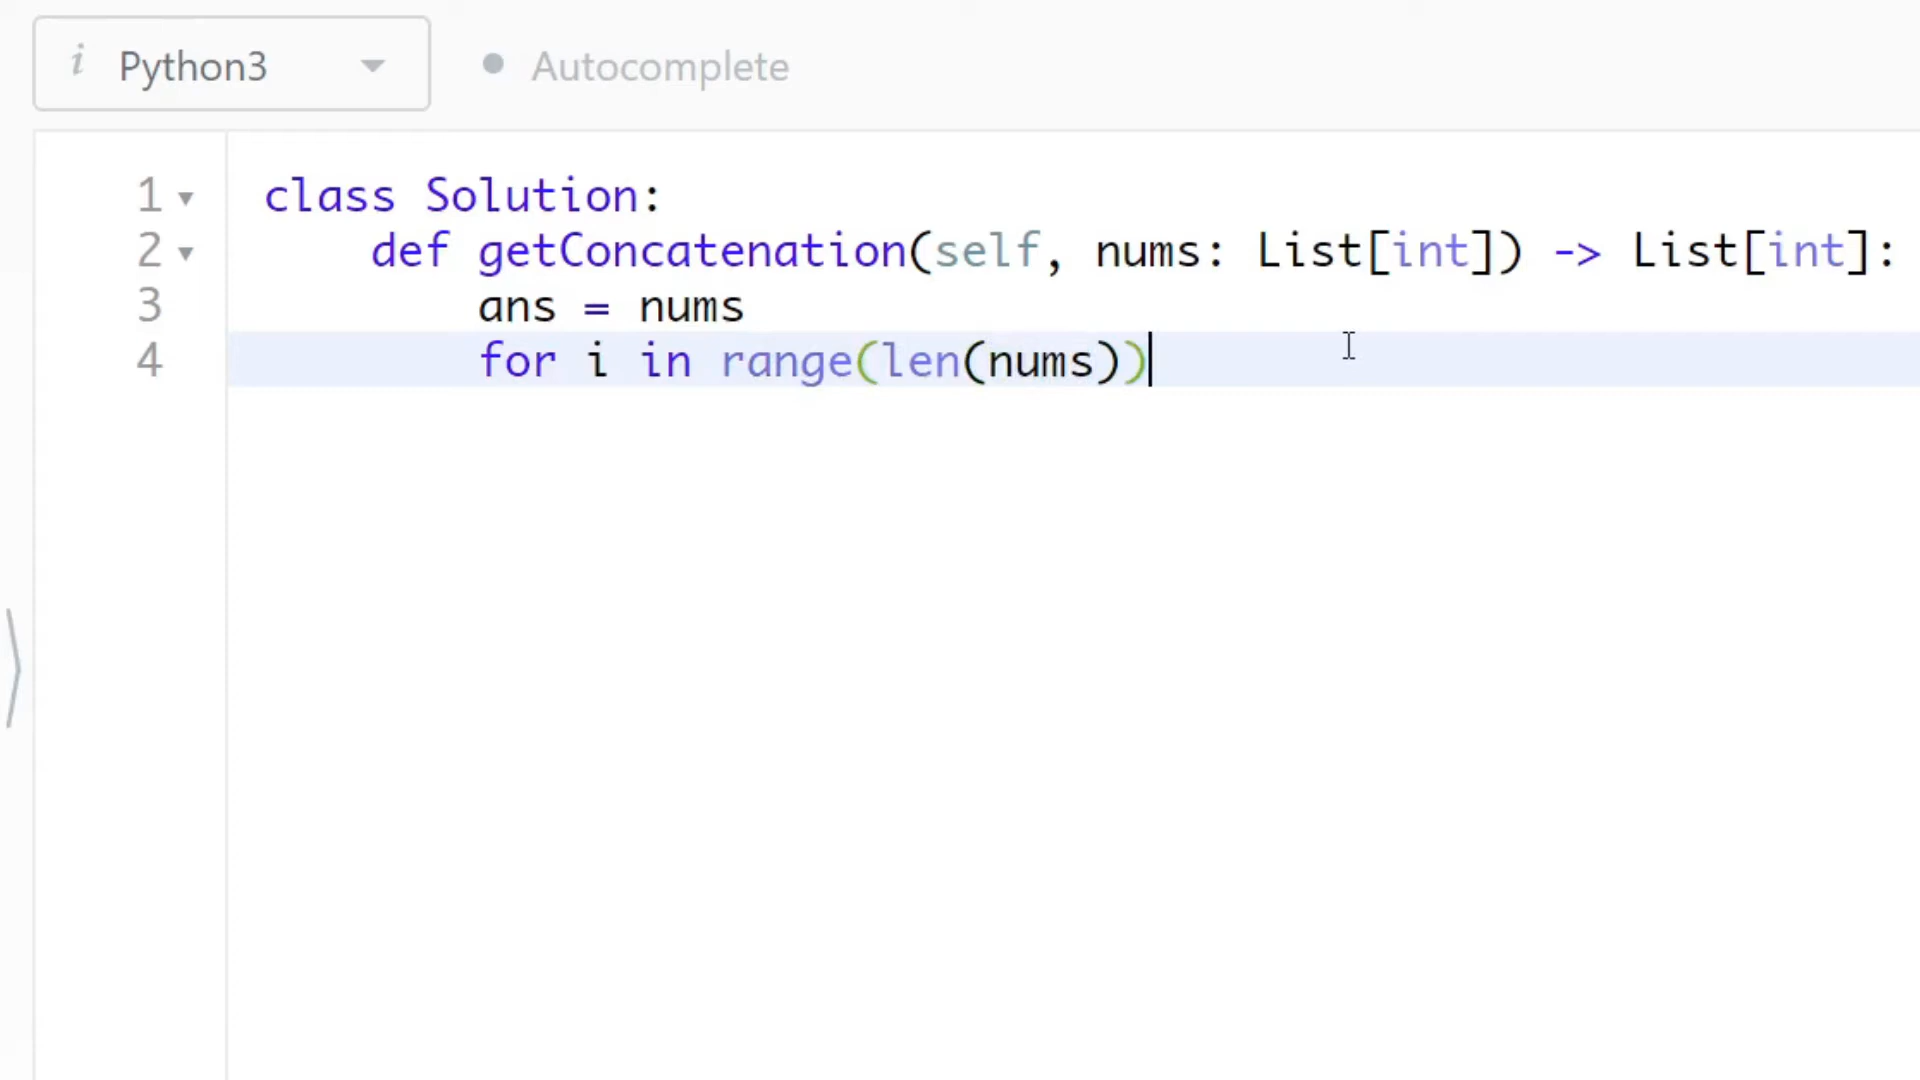 i Python3 Autocomplete
1 class Solution:
2 def getConcatenation(self, nums: List[int]) -> List[int]:
3 ans = nums
4 for i in range(len(nums))